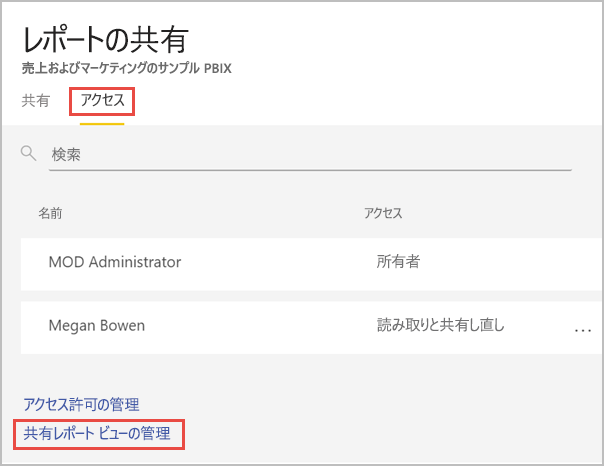 レポートの共有
売上およびマーケティングのサンプル PBIX
共有 アクセス
検索
名前 アクセス
MOD Administrator 所有者
Megan Bowen 読み取りと共有し直し ...
アクセス許可の管理
共有レポート ビューの管理